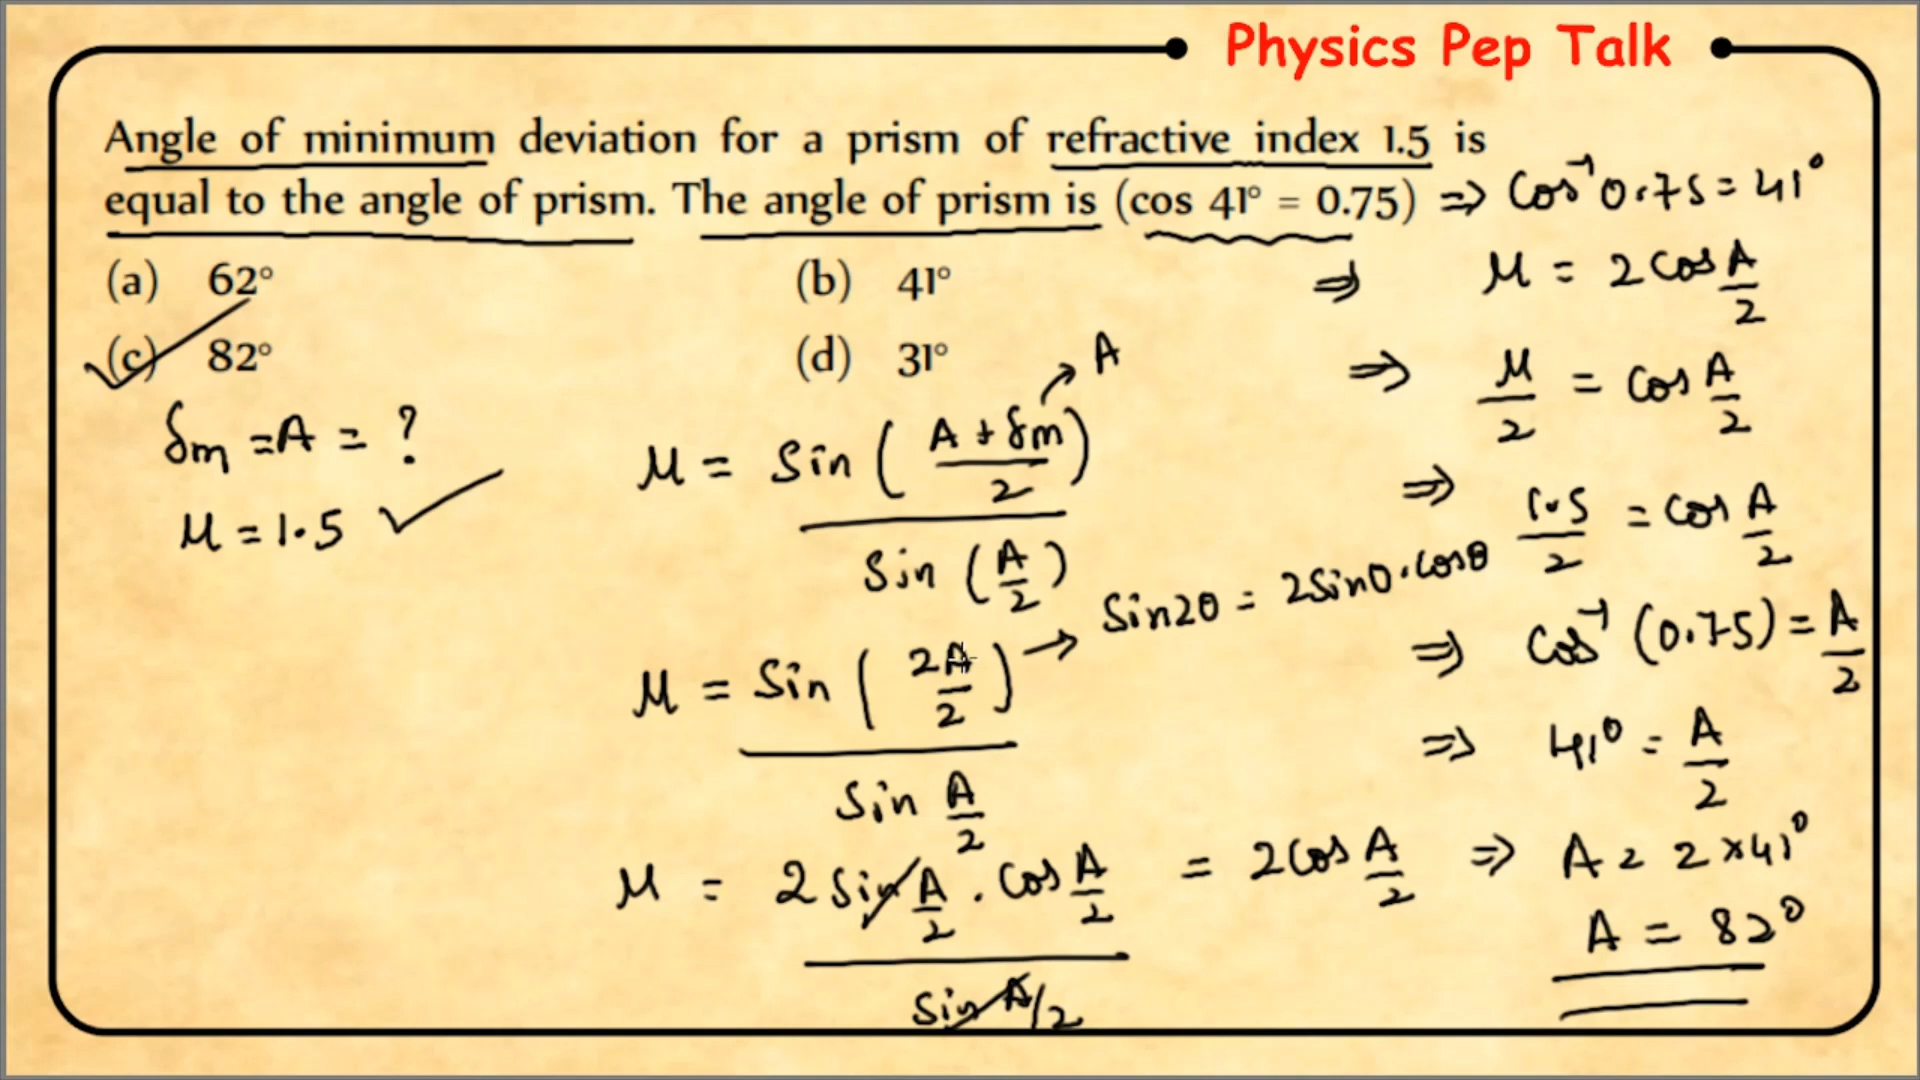 Physics Pep Talk
Angle of minimum deviation for a prism of refractive index 1.5 is
equal to the angle of prism. The angle of prism is (cos 41° = 0.75) ⇒ Cos⁻¹ 0.75 = 41°
(a) 62°
(b) 41°
(c) 82°
(d) 31°
δm = A = ?
μ = 1.5
μ = Sin ( (A + δm)/2 ) / Sin (A/2)
→ A
μ = Sin ( 2A/2 ) / Sin A/2
→ Sin2θ = 2Sinθ.Cosθ
μ = 2 Sin A/2 . Cos A/2 / Sin A/2 = 2Cos A/2
⇒ μ = 2 Cos A/2
⇒ μ/2 = Cos A/2
⇒ 1.5/2 = Cos A/2
⇒ Cos⁻¹ (0.75) = A/2
⇒ 41° = A/2
⇒ A = 2 × 41°
A = 82°